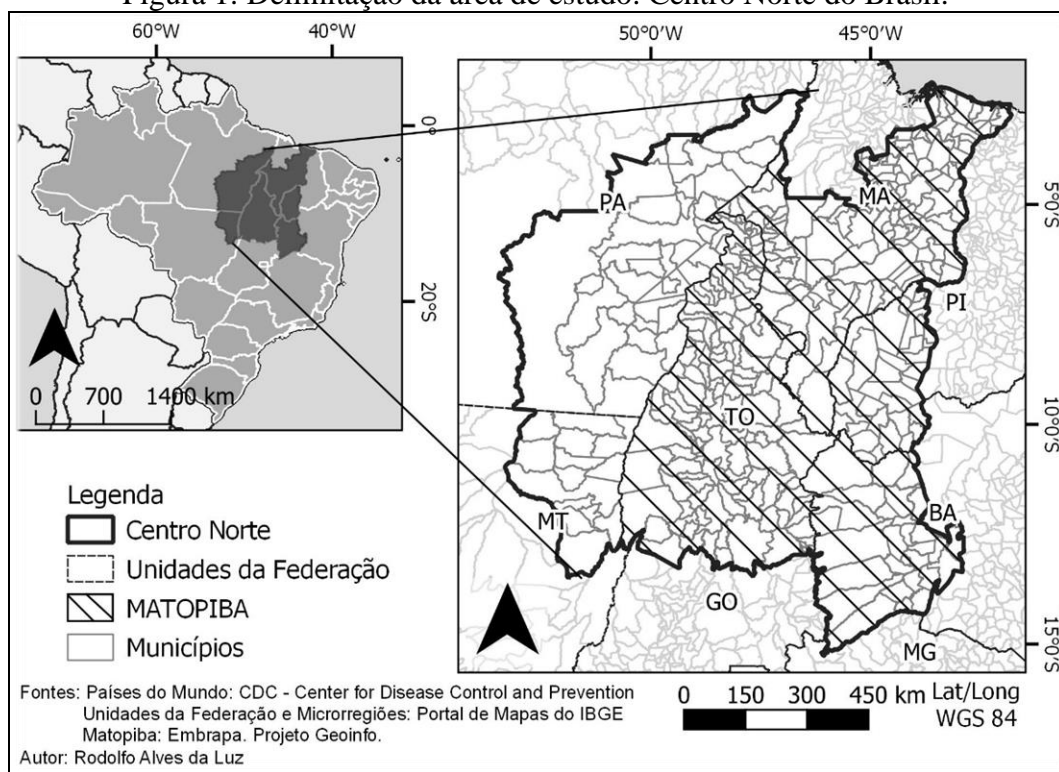 Figura 1: Delimitação da área de estudo: Centro Norte do Brasil.
60°W 40°W
50°0'W 45°0'W
0°
20°S
0 700 1400 km
PA
MA
5°0'S
PI
TO
10°0'S
MT
BA
GO
MG
15°0'S
Legenda
Centro Norte
Unidades da Federação
MATOPIBA
Municípios
Fontes: Países do Mundo: CDC - Center for Disease Control and Prevention
Unidades da Federação e Microrregiões: Portal de Mapas do IBGE
Matopiba: Embrapa. Projeto Geoinfo.
Autor: Rodolfo Alves da Luz
0 150 300 450 km Lat/Long
WGS 84